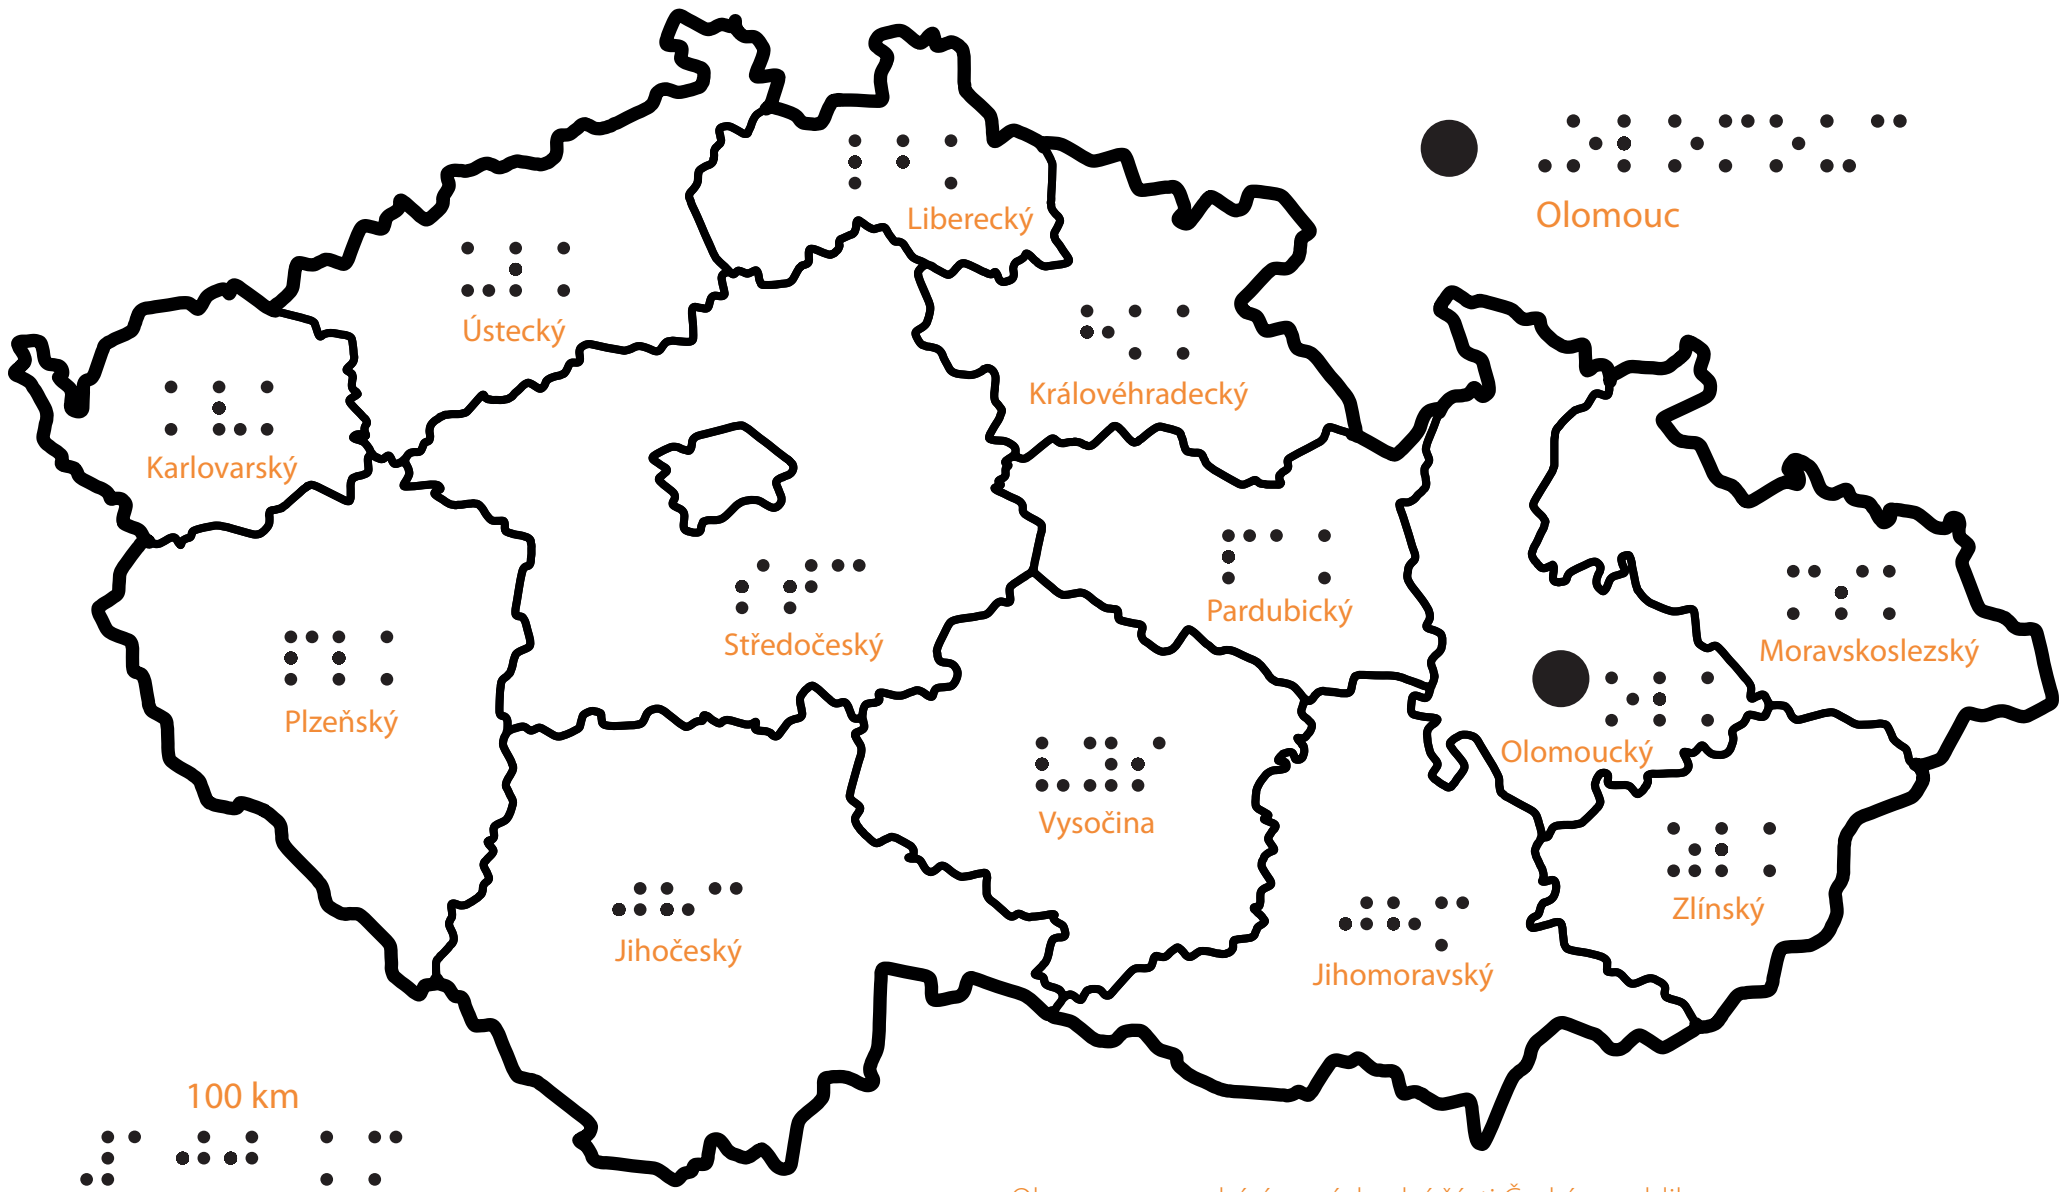 Liberecký
Olomouc
Ústecký
Královéhradecký
Karlovarský
Pardubický
Středočeský
Moravskoslezský
Plzeňský
Olomoucký
Vysočina
Zlínský
Jihočeský
Jihomoravský
100 km